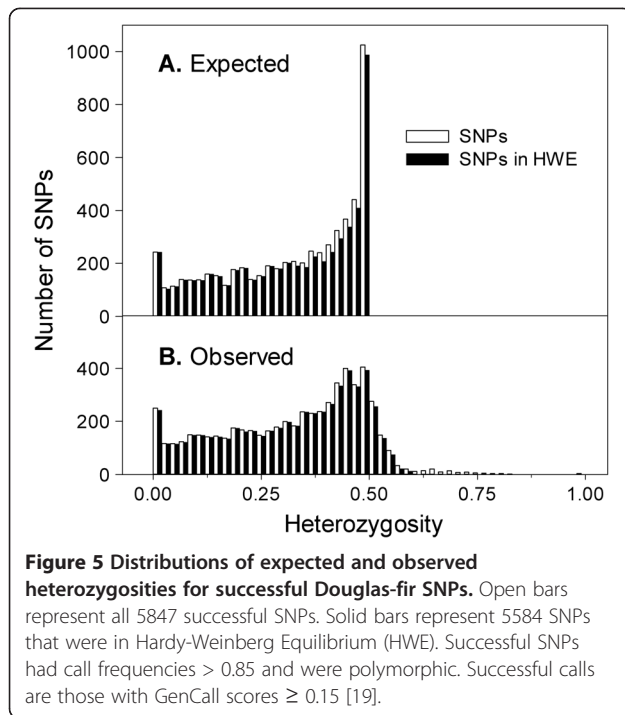 A. Expected
SNPs
SNPs in HWE
1000
800
600
400
200
0
Number of SNPs
B. Observed
400
200
0
0.00 0.25 0.50 0.75 1.00
Heterozygosity
Figure 5 Distributions of expected and observed
heterozygosities for successful Douglas-fir SNPs. Open bars
represent all 5847 successful SNPs. Solid bars represent 5584 SNPs
that were in Hardy-Weinberg Equilibrium (HWE). Successful SNPs
had call frequencies > 0.85 and were polymorphic. Successful calls
are those with GenCall scores ≥ 0.15 [19].